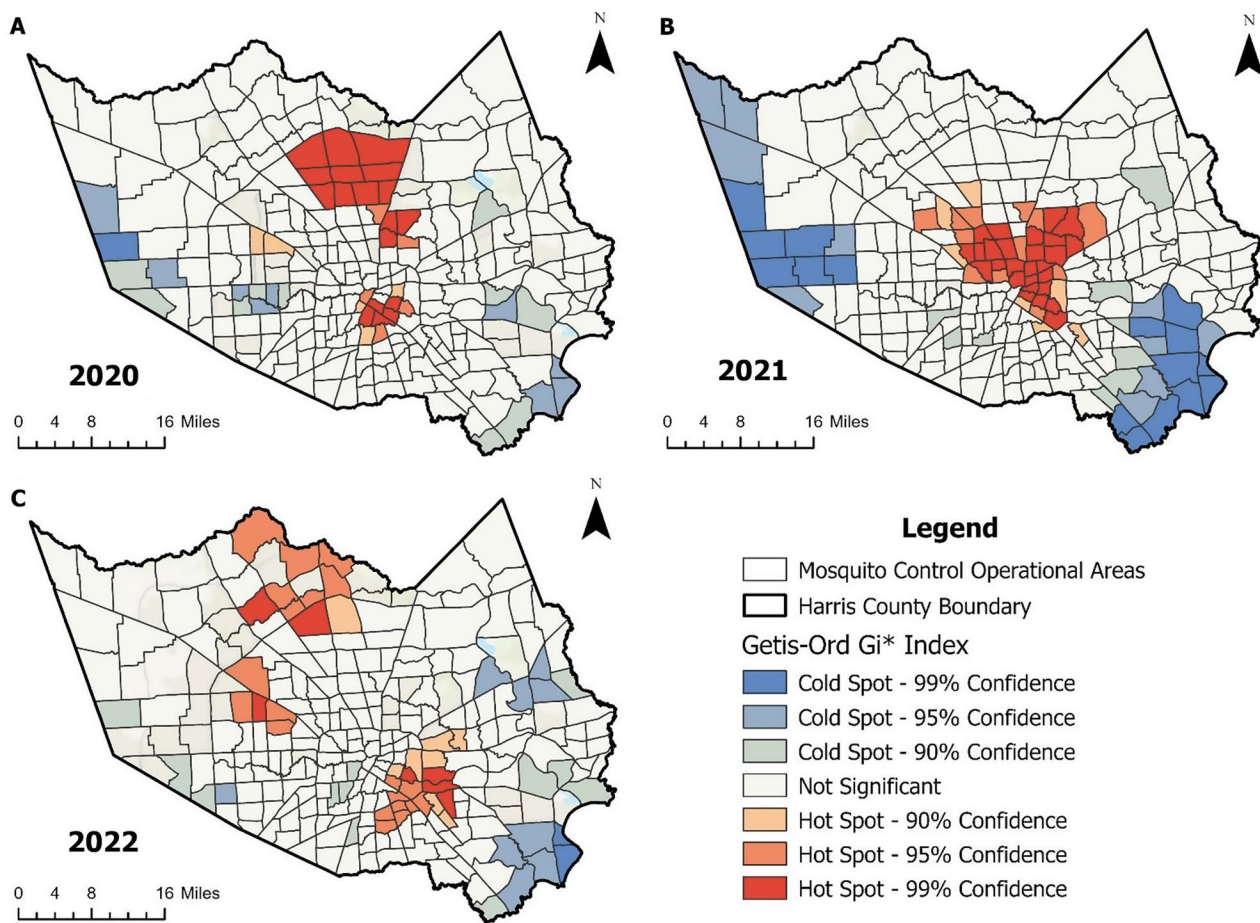 A
N
2020
0 4 8 16 Miles
B
N
2021
0 4 8 16 Miles
C
N
2022
0 4 8 16 Miles
Legend
Mosquito Control Operational Areas
Harris County Boundary
Getis-Ord Gi* Index
Cold Spot - 99% Confidence
Cold Spot - 95% Confidence
Cold Spot - 90% Confidence
Not Significant
Hot Spot - 90% Confidence
Hot Spot - 95% Confidence
Hot Spot - 99% Confidence